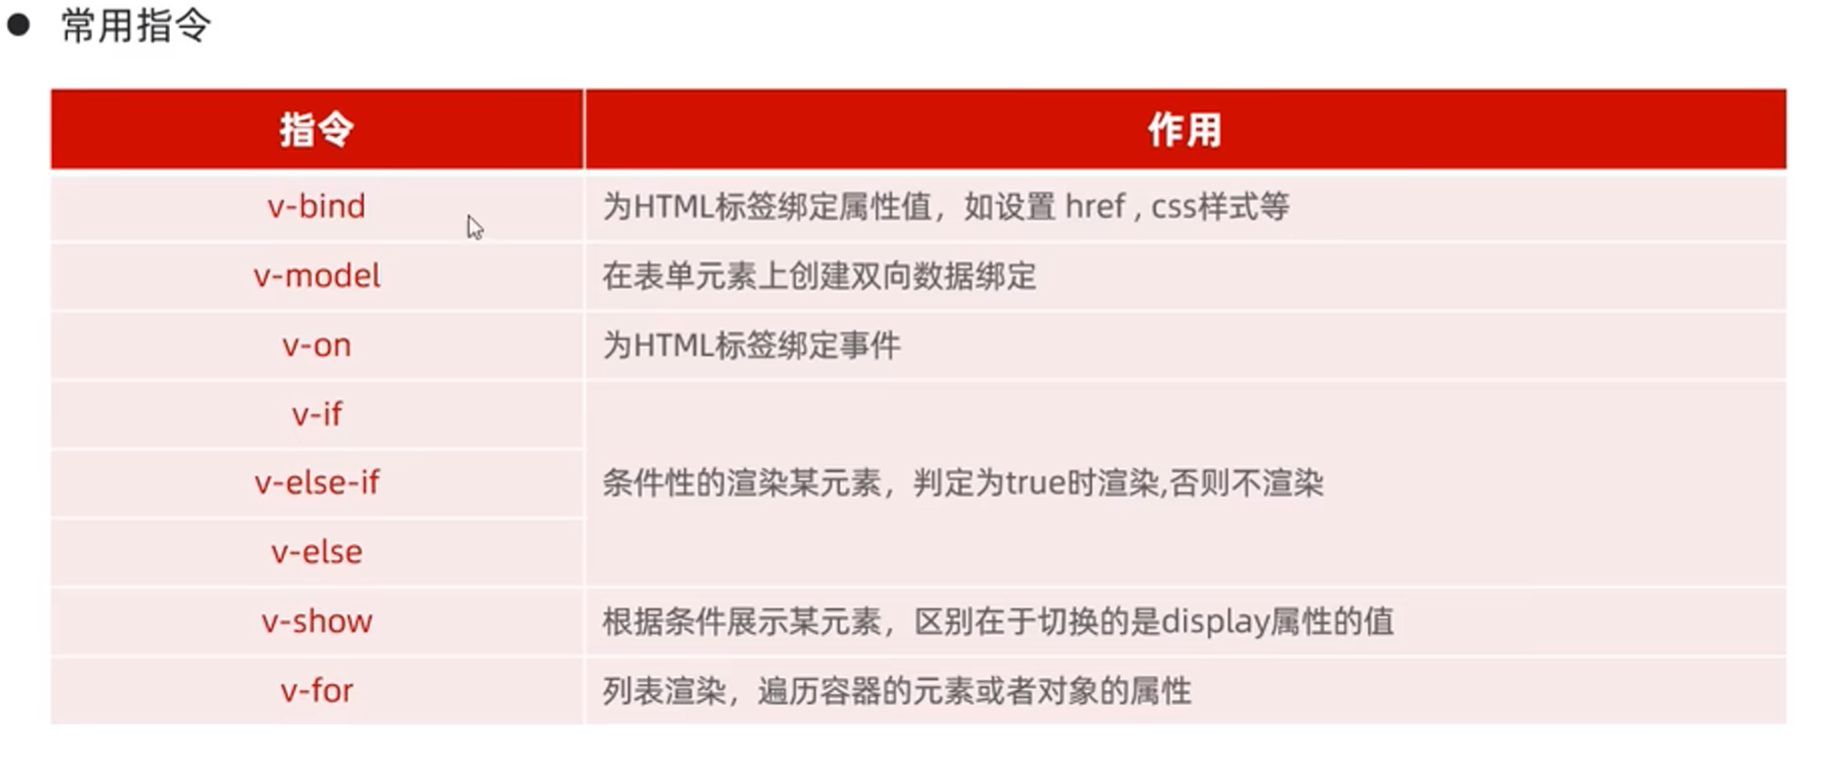 常用指令
指令 作用
v-bind 为HTML标签绑定属性值，如设置 href , css样式等
v-model 在表单元素上创建双向数据绑定
v-on 为HTML标签绑定事件
v-if
v-else-if 条件性的渲染某元素，判定为true时渲染,否则不渲染
v-else
v-show 根据条件展示某元素，区别在于切换的是display属性的值
v-for 列表渲染，遍历容器的元素或者对象的属性